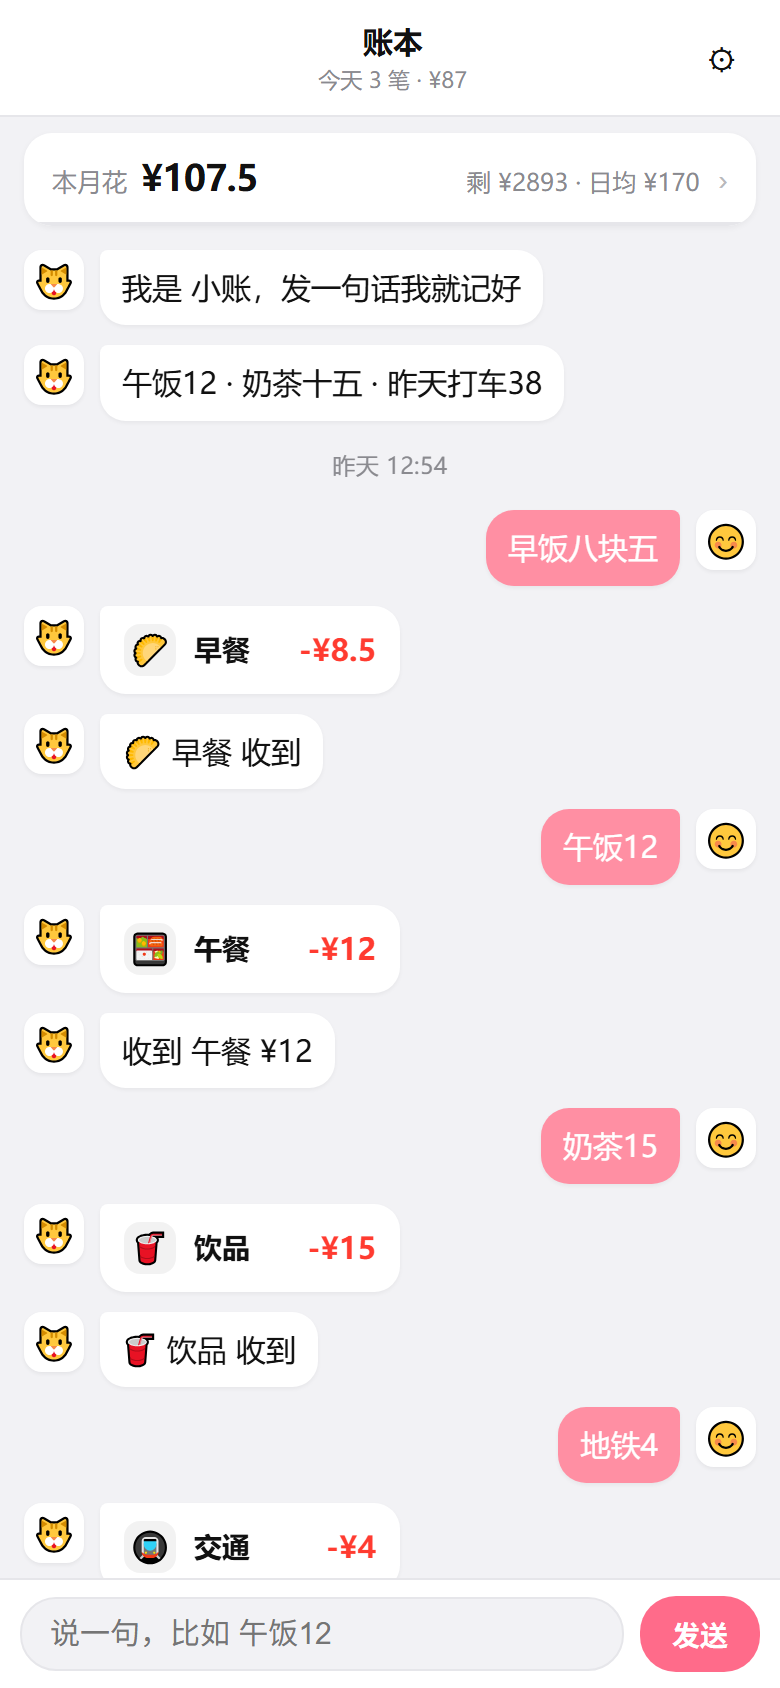 账本
今天 3 笔 · ¥87
本月花 ¥107.5 剩 ¥2893 · 日均 ¥170 ›
我是 小账，发一句话我就记好
午饭12 · 奶茶十五 · 昨天打车38
昨天 12:54
早饭八块五
早餐 -¥8.5
早餐 收到
午饭12
午餐 -¥12
收到 午餐 ¥12
奶茶15
饮品 -¥15
饮品 收到
地铁4
交通 -¥4
说一句，比如 午饭12 发送